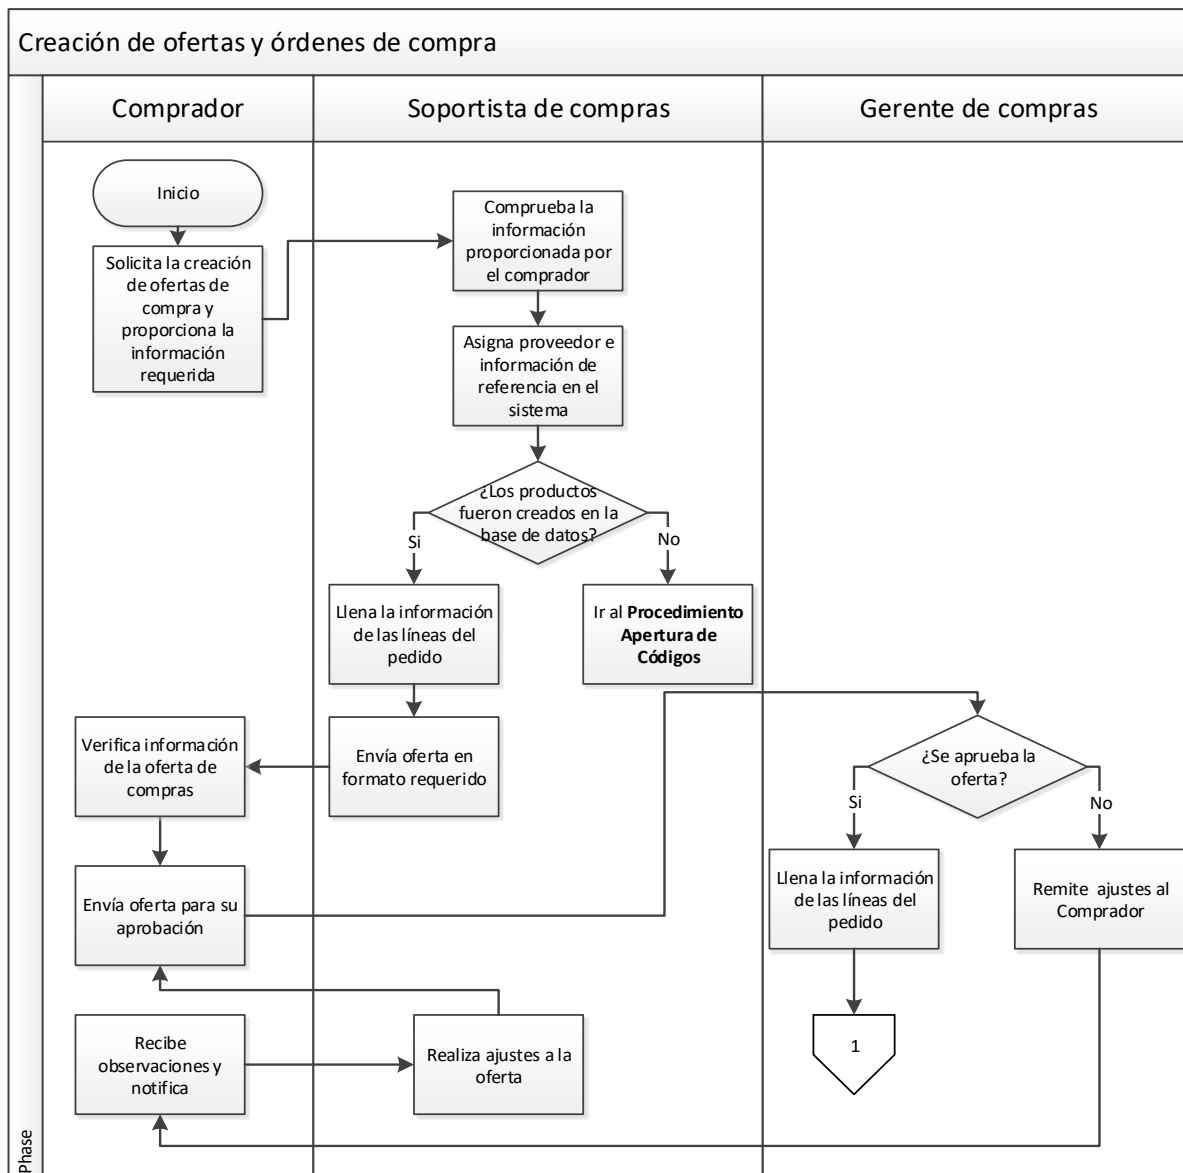 Creación de ofertas y órdenes de compra
Comprador
Soportista de compras
Gerente de compras
Inicio
Solicita la creación
de ofertas de
compra y
proporciona la
información
requerida
Comprueba la
información
proporcionada por
el comprador
Asigna proveedor e
información de
referencia en el
sistema
¿Los productos
fueron creados en la
base de datos?
Si
No
Llena la información
de las líneas del
pedido
Ir al Procedimiento
Apertura de
Códigos
Envía oferta en
formato requerido
Verifica información
de la oferta de
compras
Envía oferta para su
aprobación
¿Se aprueba la
oferta?
Si
No
Llena la información
de las líneas del
pedido
Remite ajustes al
Comprador
1
Recibe
observaciones y
notifica
Realiza ajustes a la
oferta
Phase